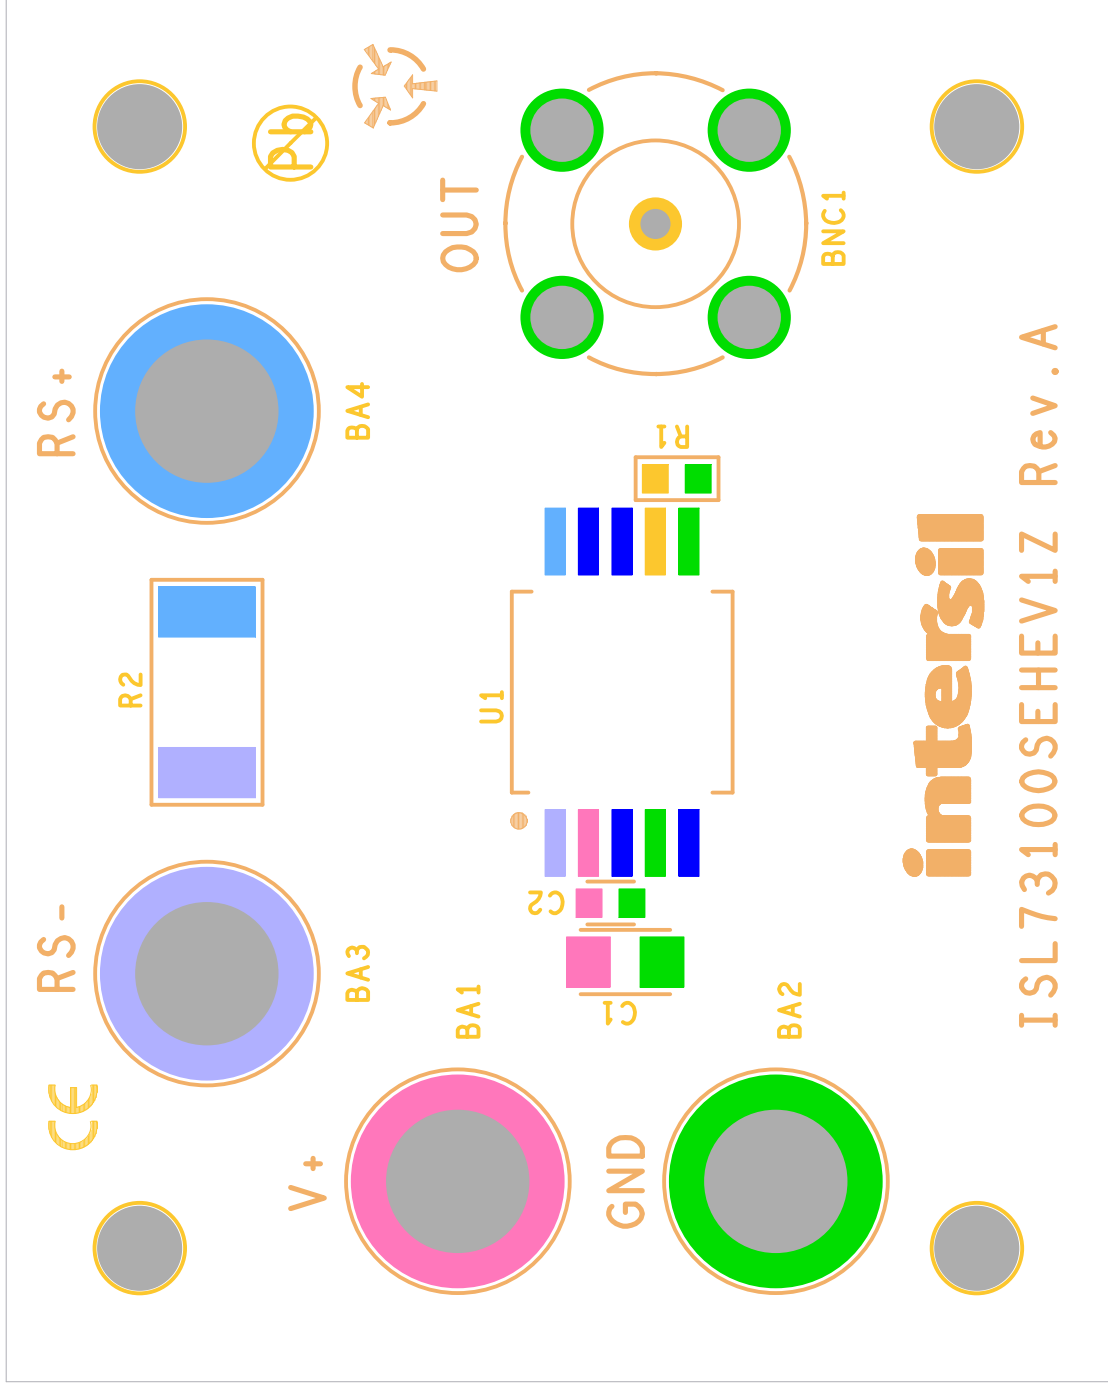 Pb
OUT
BNC1
RS+
BA4
R1
R2
U1
intersil
ISL73100SEHEV1Z Rev.A
C2
RS-
BA3
C1
BA1
BA2
CE
V+
GND